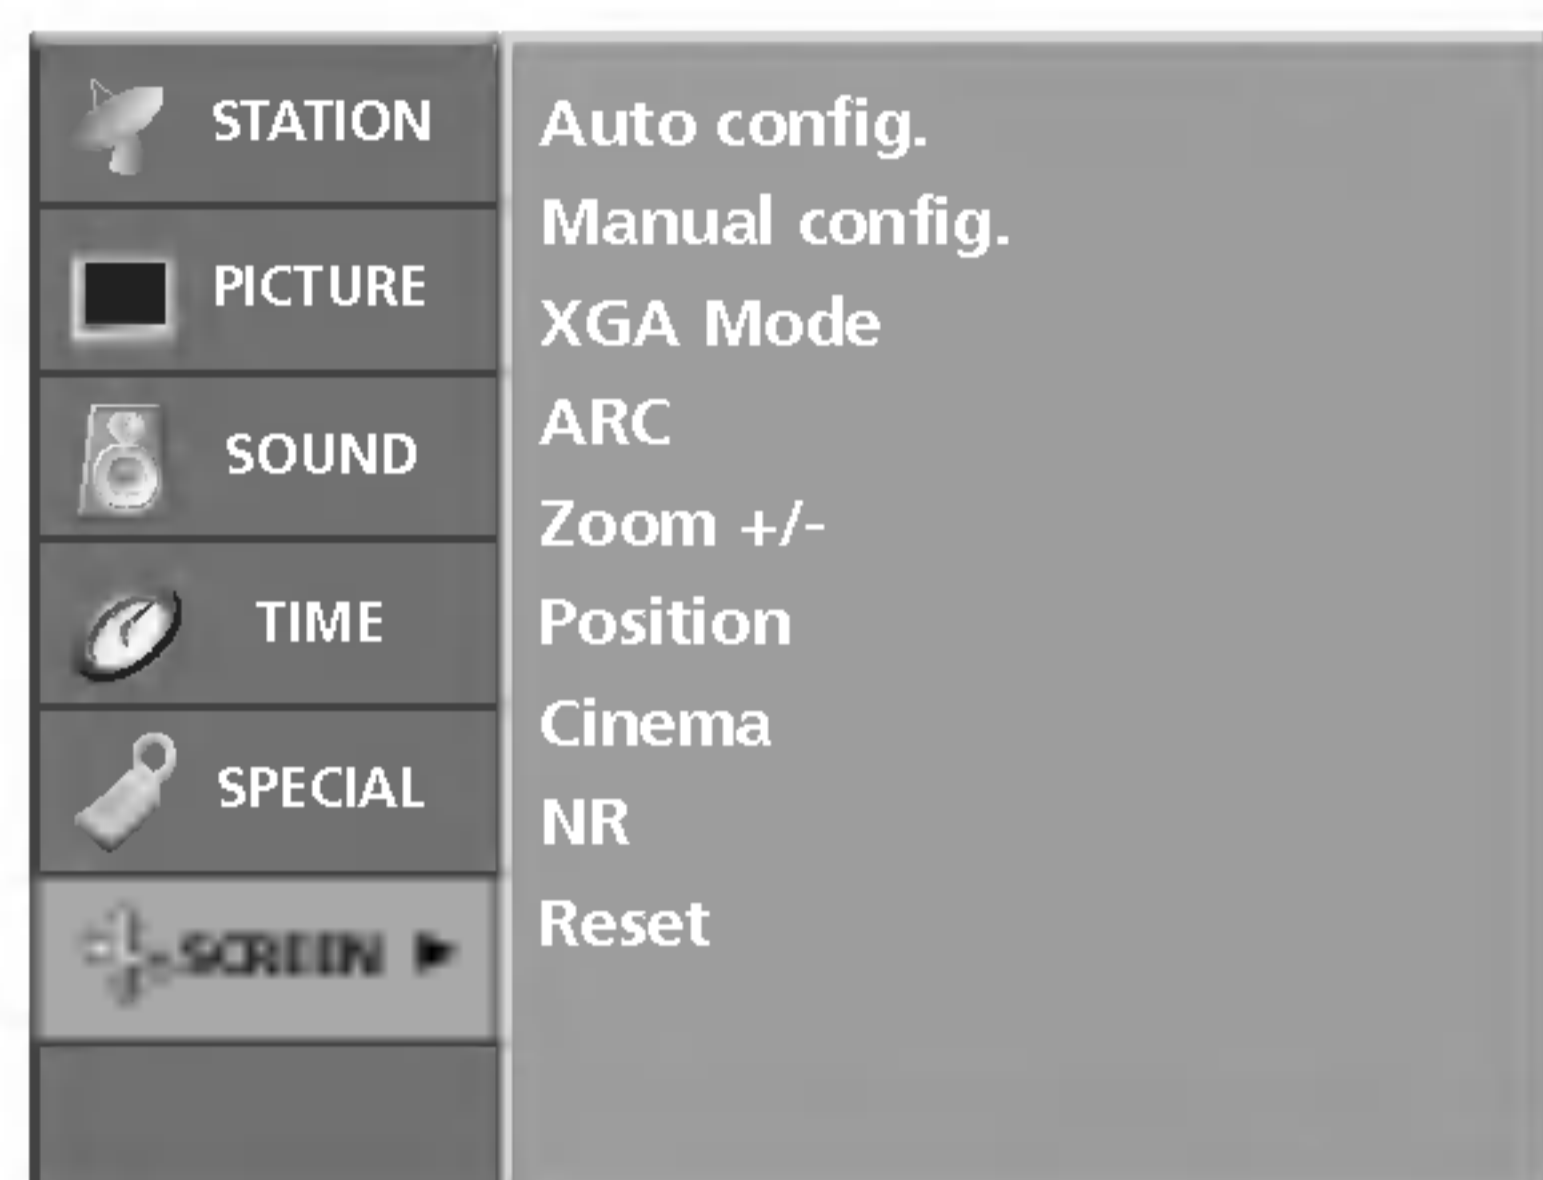 STATION
PICTURE
SOUND
TIME
SPECIAL
SCREEN
Auto config.
Manual config.
XGA Mode
ARC
Zoom +/-
Position
Cinema
NR
Reset